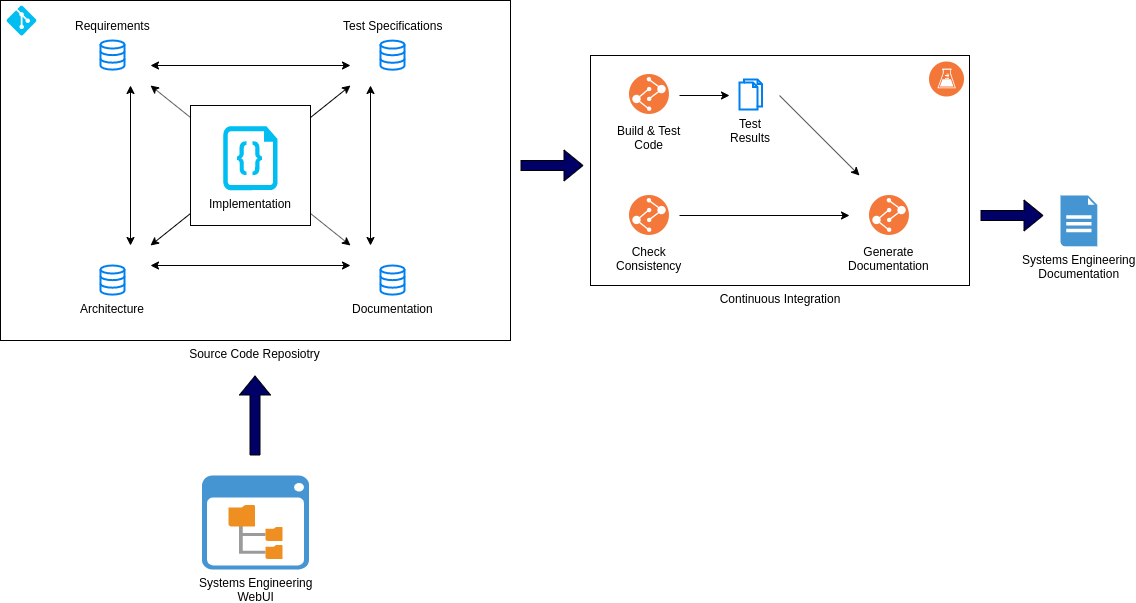 Requirements
Test Specifications
{}
Implementation
Architecture
Documentation
Source Code Reposiotry
Systems Engineering
WebUI
Build & Test
Code
Test
Results
Check
Consistency
Generate
Documentation
Continuous Integration
Systems Engineering
Documentation